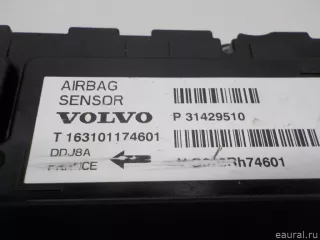 AIRBAG
SENSOR
VOLVO
P 31429510
T 163101174601
DDJ8A
FRANCE
eaural.ru